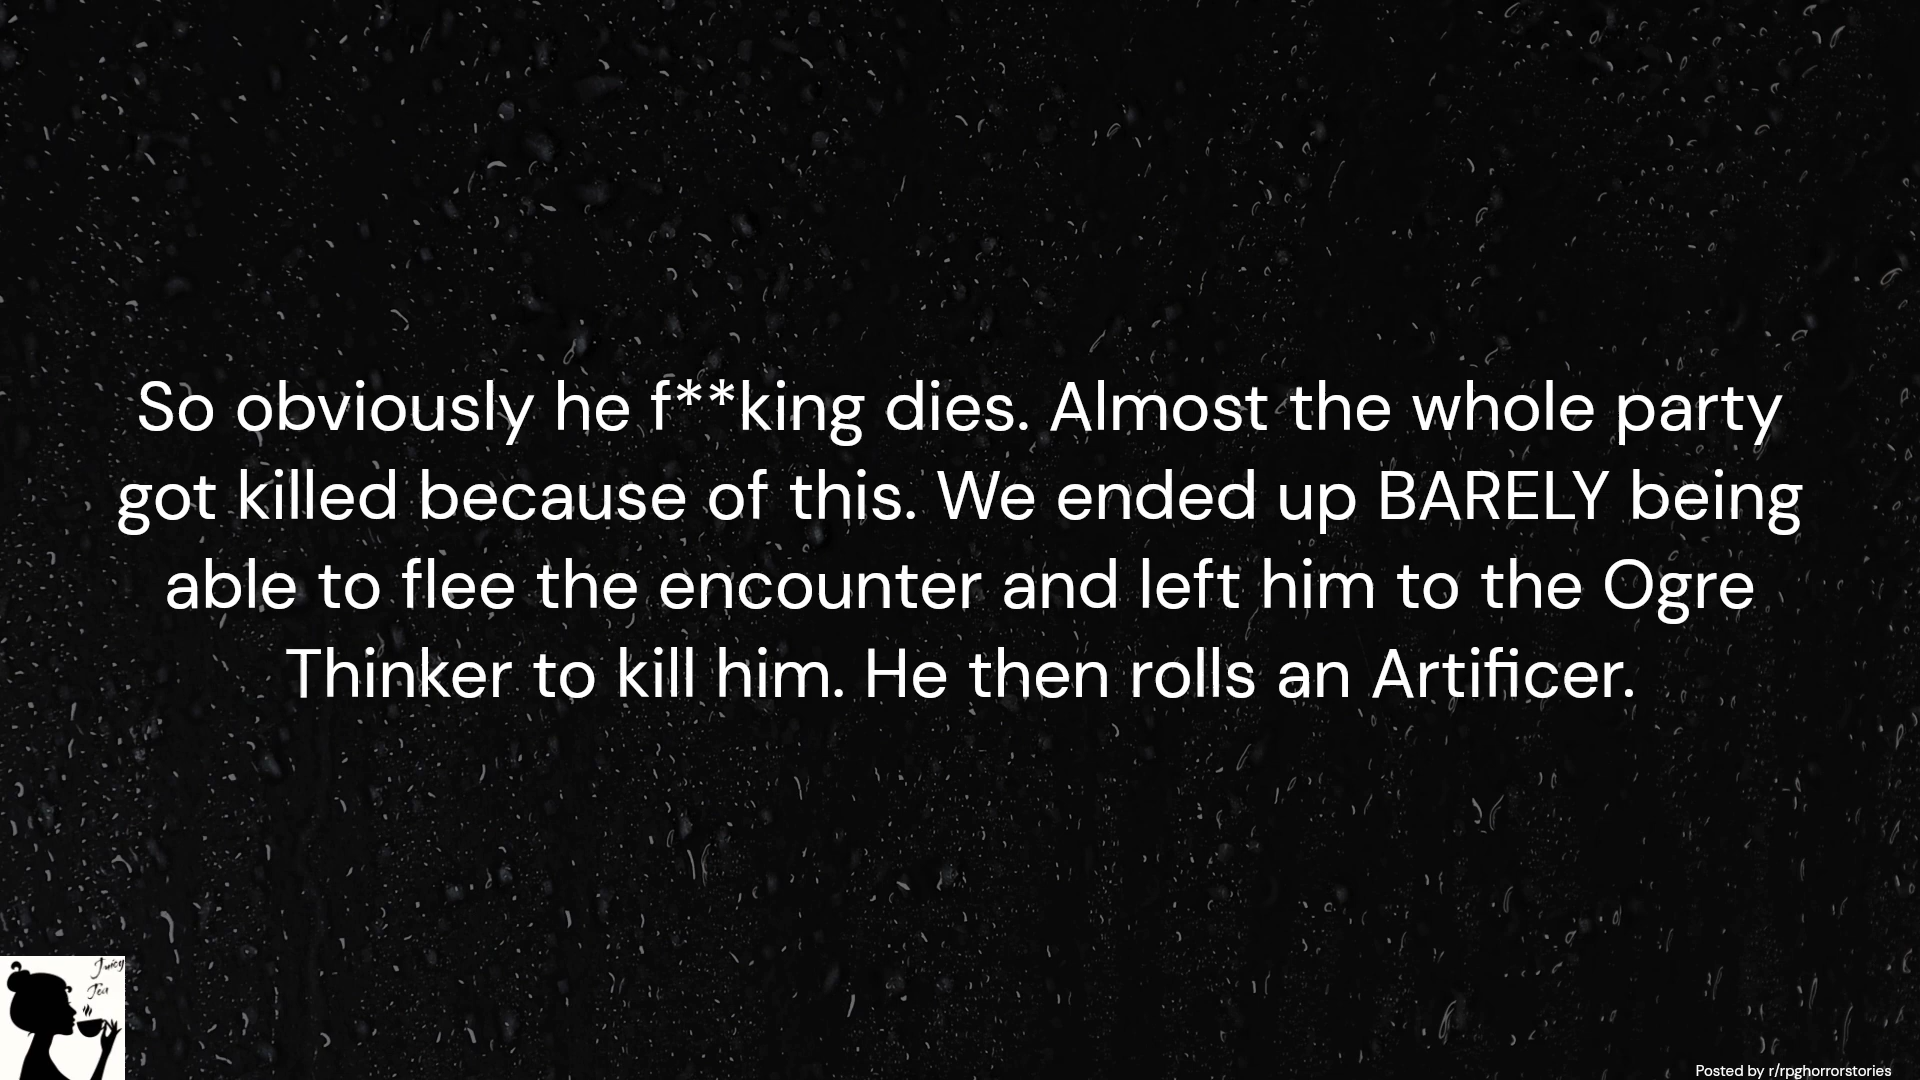 So obviously he f**king dies. Almost the whole party
got killed because of this. We ended up BARELY being
able to flee the encounter and left him to the Ogre
Thinker to kill him. He then rolls an Artificer.
Juicy
Tea
Posted by r/rpghorrorstories